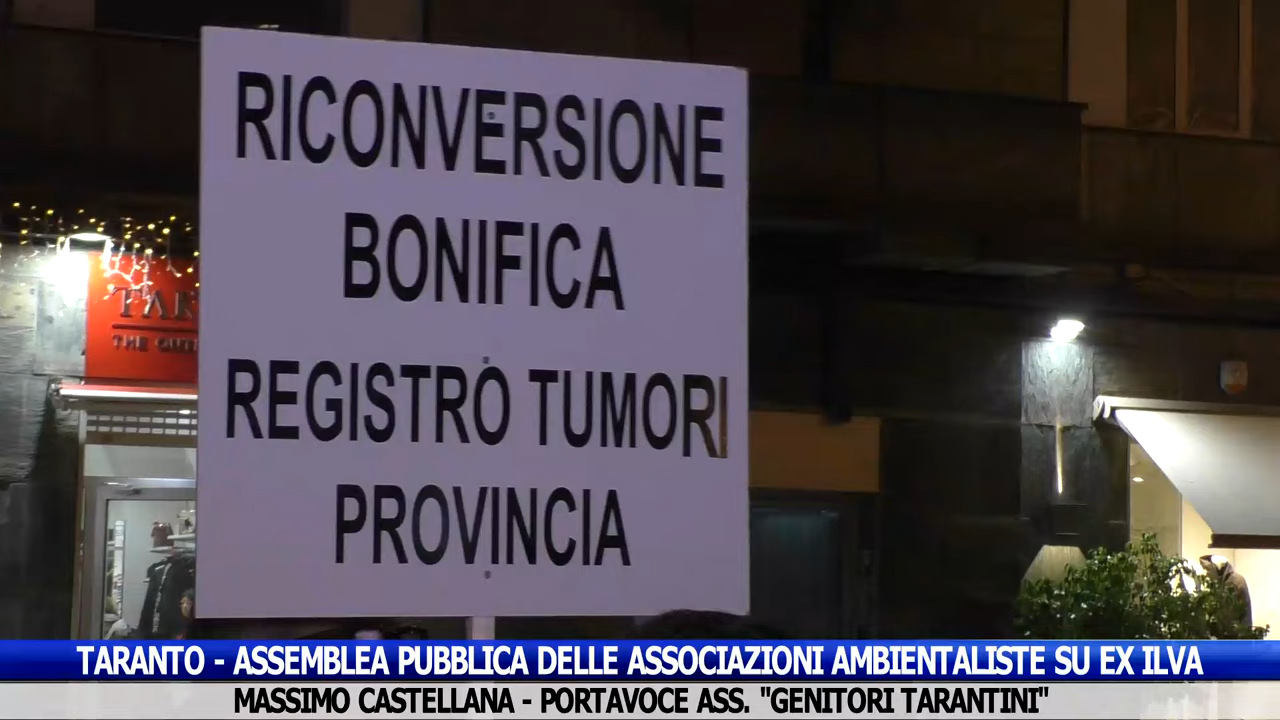 RICONVERSIONE
BONIFICA
REGISTRO TUMORI
PROVINCIA
THE
TARANTO - ASSEMBLEA PUBBLICA DELLE ASSOCIAZIONI AMBIENTALISTE SU EX ILVA
MASSIMO CASTELLANA - PORTAVOCE ASS. "GENITORI TARANTINI"